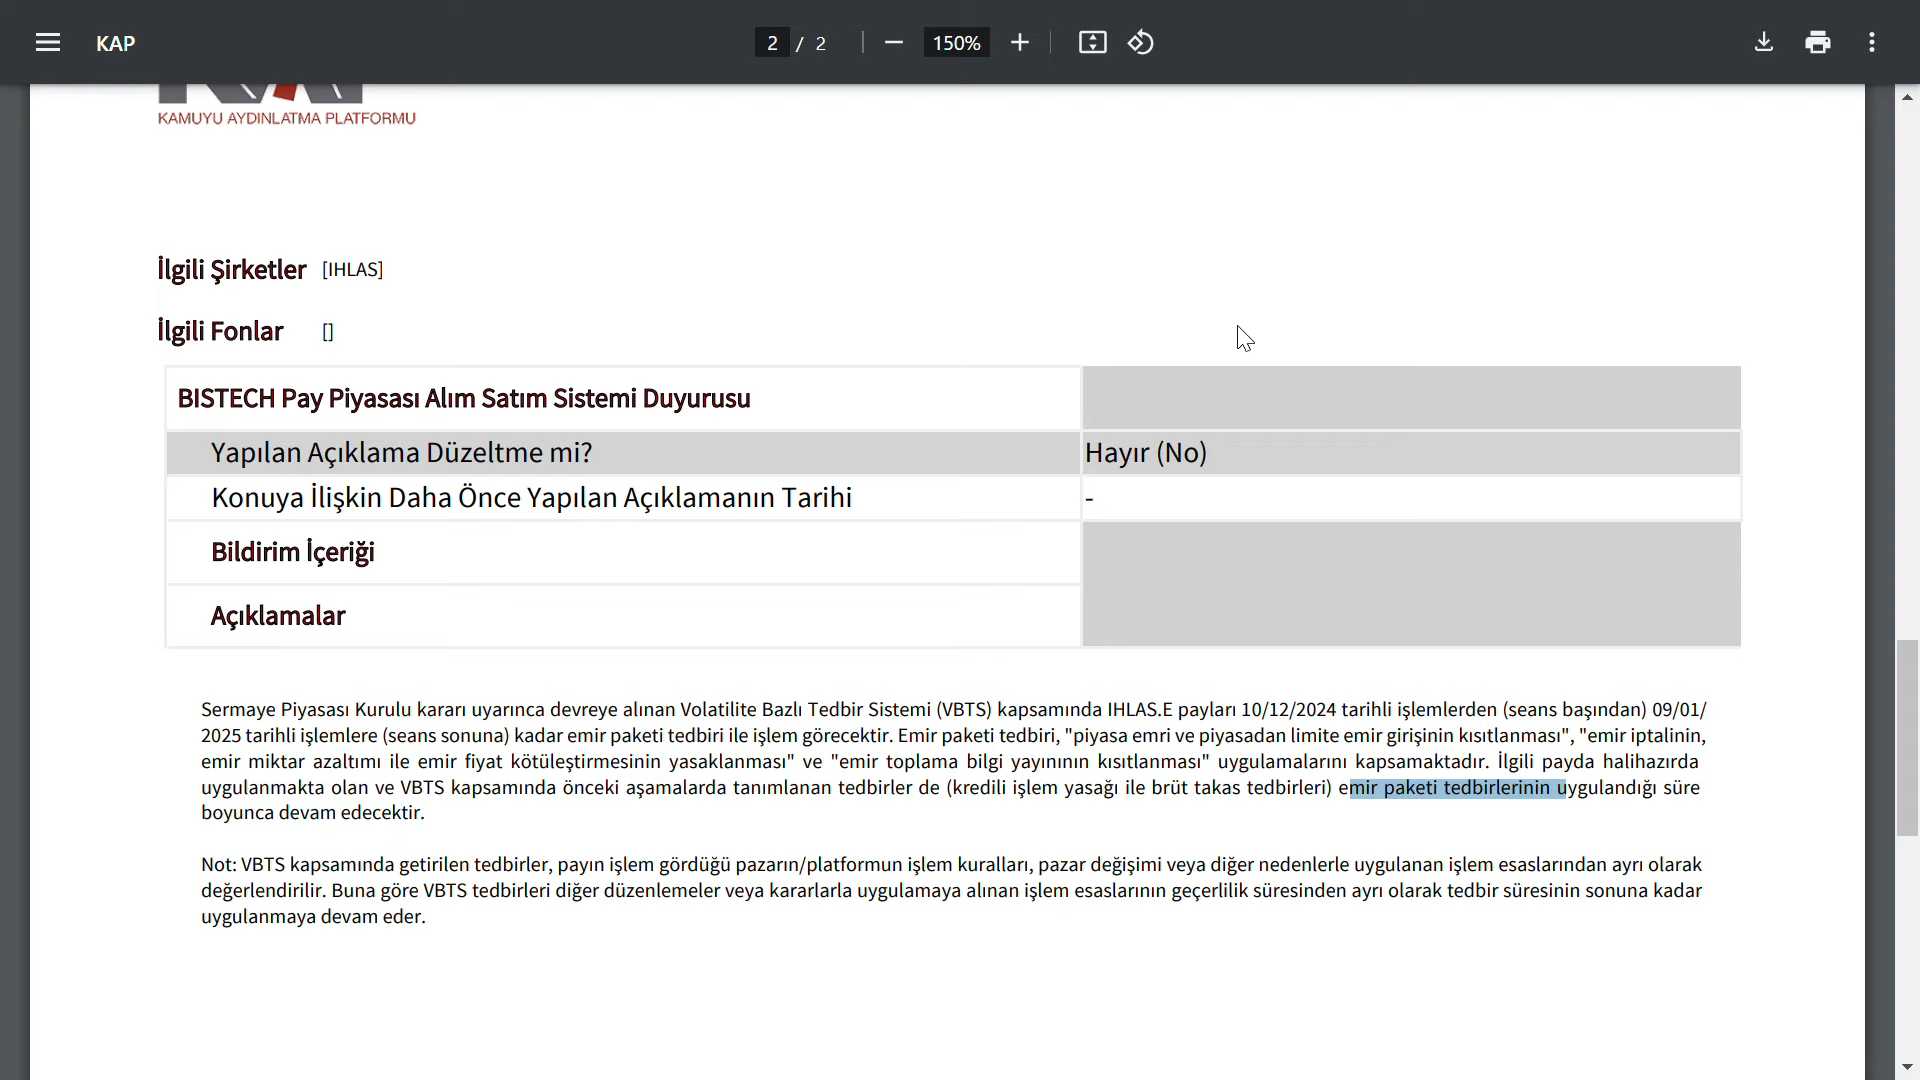 KAP
2 / 2
150%
KAMUYU AYDINLATMA PLATFORMU
İlgili Şirketler [IHLAS]
İlgili Fonlar []
BISTECH Pay Piyasası Alım Satım Sistemi Duyurusu
Yapılan Açıklama Düzeltme mi? Hayır (No)
Konuya İlişkin Daha Önce Yapılan Açıklamanın Tarihi -
Bildirim İçeriği
Açıklamalar
Sermaye Piyasası Kurulu kararı uyarınca devreye alınan Volatilite Bazlı Tedbir Sistemi (VBTS) kapsamında IHLAS.E payları 10/12/2024 tarihli işlemlerden (seans başından) 09/01/
2025 tarihli işlemlere (seans sonuna) kadar emir paketi tedbiri ile işlem görecektir. Emir paketi tedbiri, "piyasa emri ve piyasadan limite emir girişinin kısıtlanması", "emir iptalinin,
emir miktar azaltımı ile emir fiyat kötüleştirmesinin yasaklanması" ve "emir toplama bilgi yayınının kısıtlanması" uygulamalarını kapsamaktadır. İlgili payda halihazırda
uygulanmakta olan ve VBTS kapsamında önceki aşamalarda tanımlanan tedbirler de (kredili işlem yasağı ile brüt takas tedbirleri) emir paketi tedbirlerinin uygulandığı süre
boyunca devam edecektir.
Not: VBTS kapsamında getirilen tedbirler, payın işlem gördüğü pazarın/platformun işlem kuralları, pazar değişimi veya diğer nedenlerle uygulanan işlem esaslarından ayrı olarak
değerlendirilir. Buna göre VBTS tedbirleri diğer düzenlemeler veya kararlarla uygulamaya alınan işlem esaslarının geçerlilik süresinden ayrı olarak tedbir süresinin sonuna kadar
uygulanmaya devam eder.